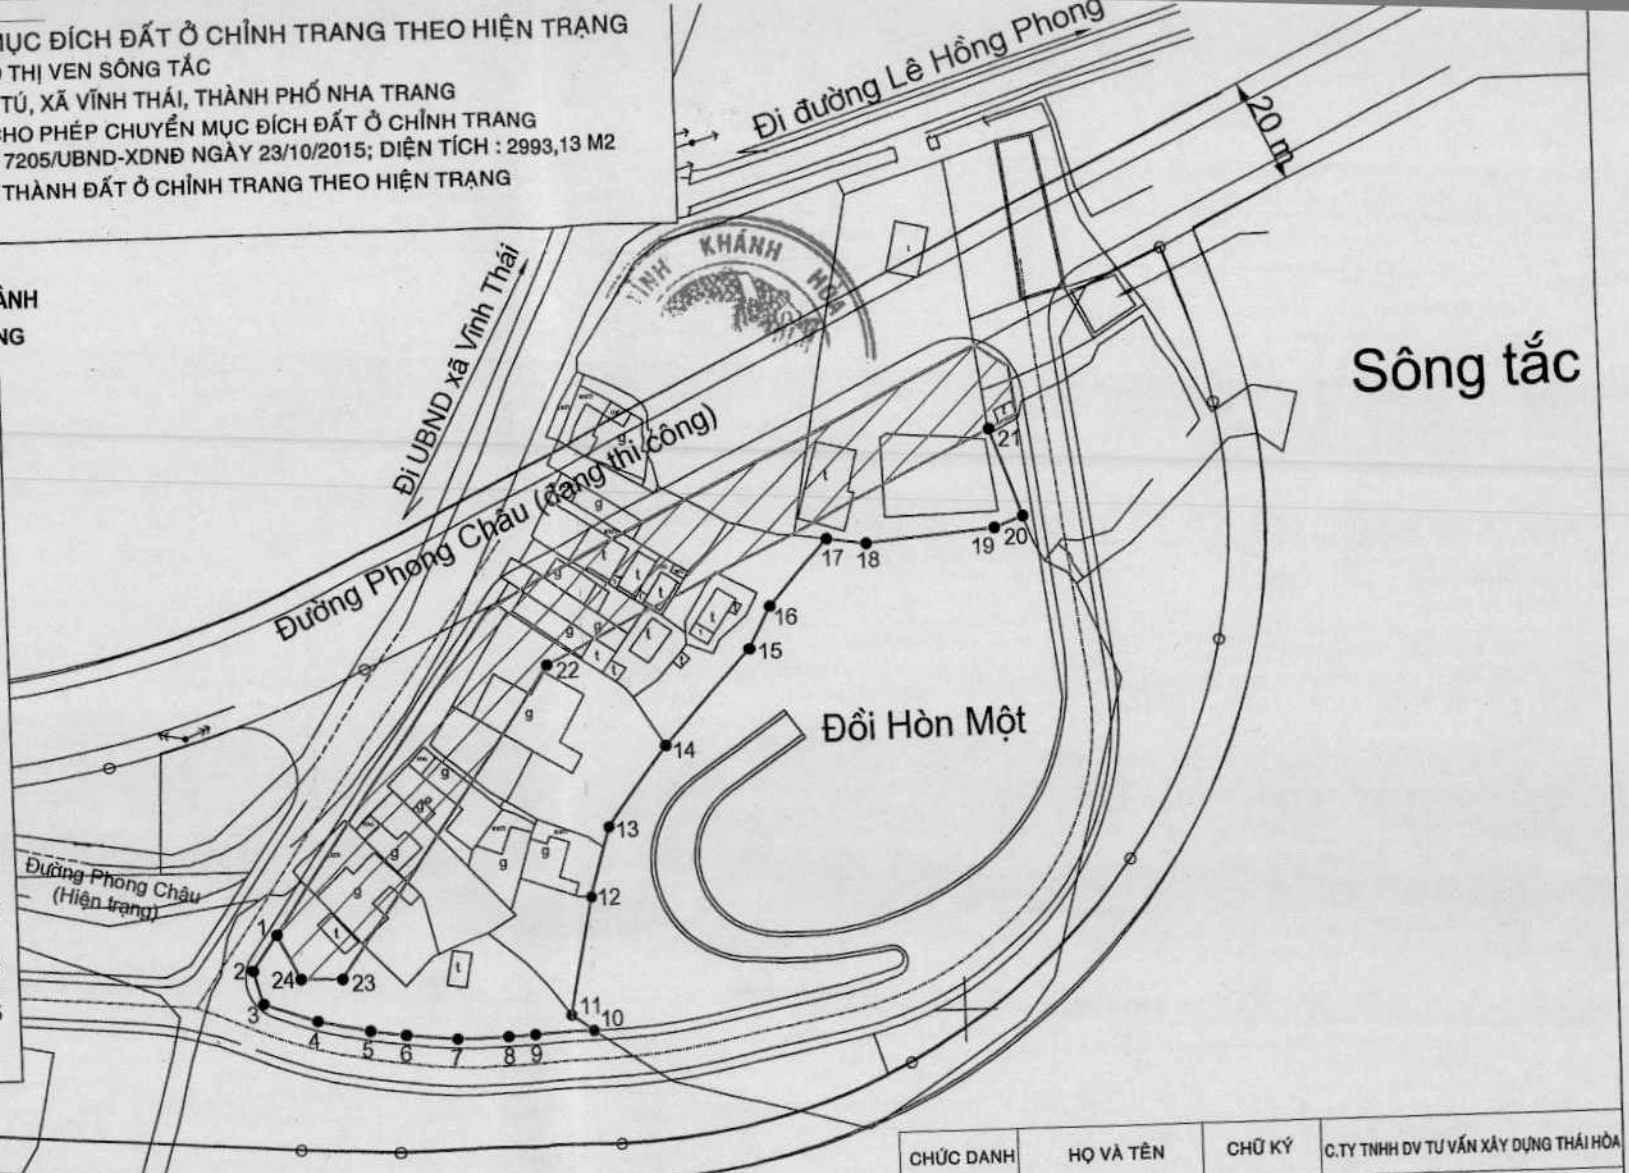 MỤC ĐÍCH ĐẤT Ở CHỈNH TRANG THEO HIỆN TRẠNG
THỊ VEN SÔNG TẮC
TÚ, XÃ VĨNH THÁI, THÀNH PHỐ NHA TRANG
CHO PHÉP CHUYỂN MỤC ĐÍCH ĐẤT Ở CHỈNH TRANG
7205/UBND-XDNĐ NGÀY 23/10/2015; DIỆN TÍCH : 2993,13 M2
THÀNH ĐẤT Ở CHỈNH TRANG THEO HIỆN TRẠNG
Đi đường Lê Hồng Phong
20 m
TỈNH KHÁNH HÒA
ÀNH
NG
Đi UBND xã Vĩnh Thái
Sông tắc
Đường Phong Châu (đang thi công)
21
19
20
17
18
16
15
22
14
Đồi Hòn Một
13
12
Đường Phong Châu
(Hiện trạng)
1
2
24
23
3
11
10
4
5
6
7
8
9
g
g
g
g
g
g
g
g
g
g
g
t
t
t
t
t
t
t
t
t
CHỨC DANH
HỌ VÀ TÊN
CHỮ KÝ
C.TY TNHH DV TƯ VẤN XÂY DỰNG THÁI HÒA